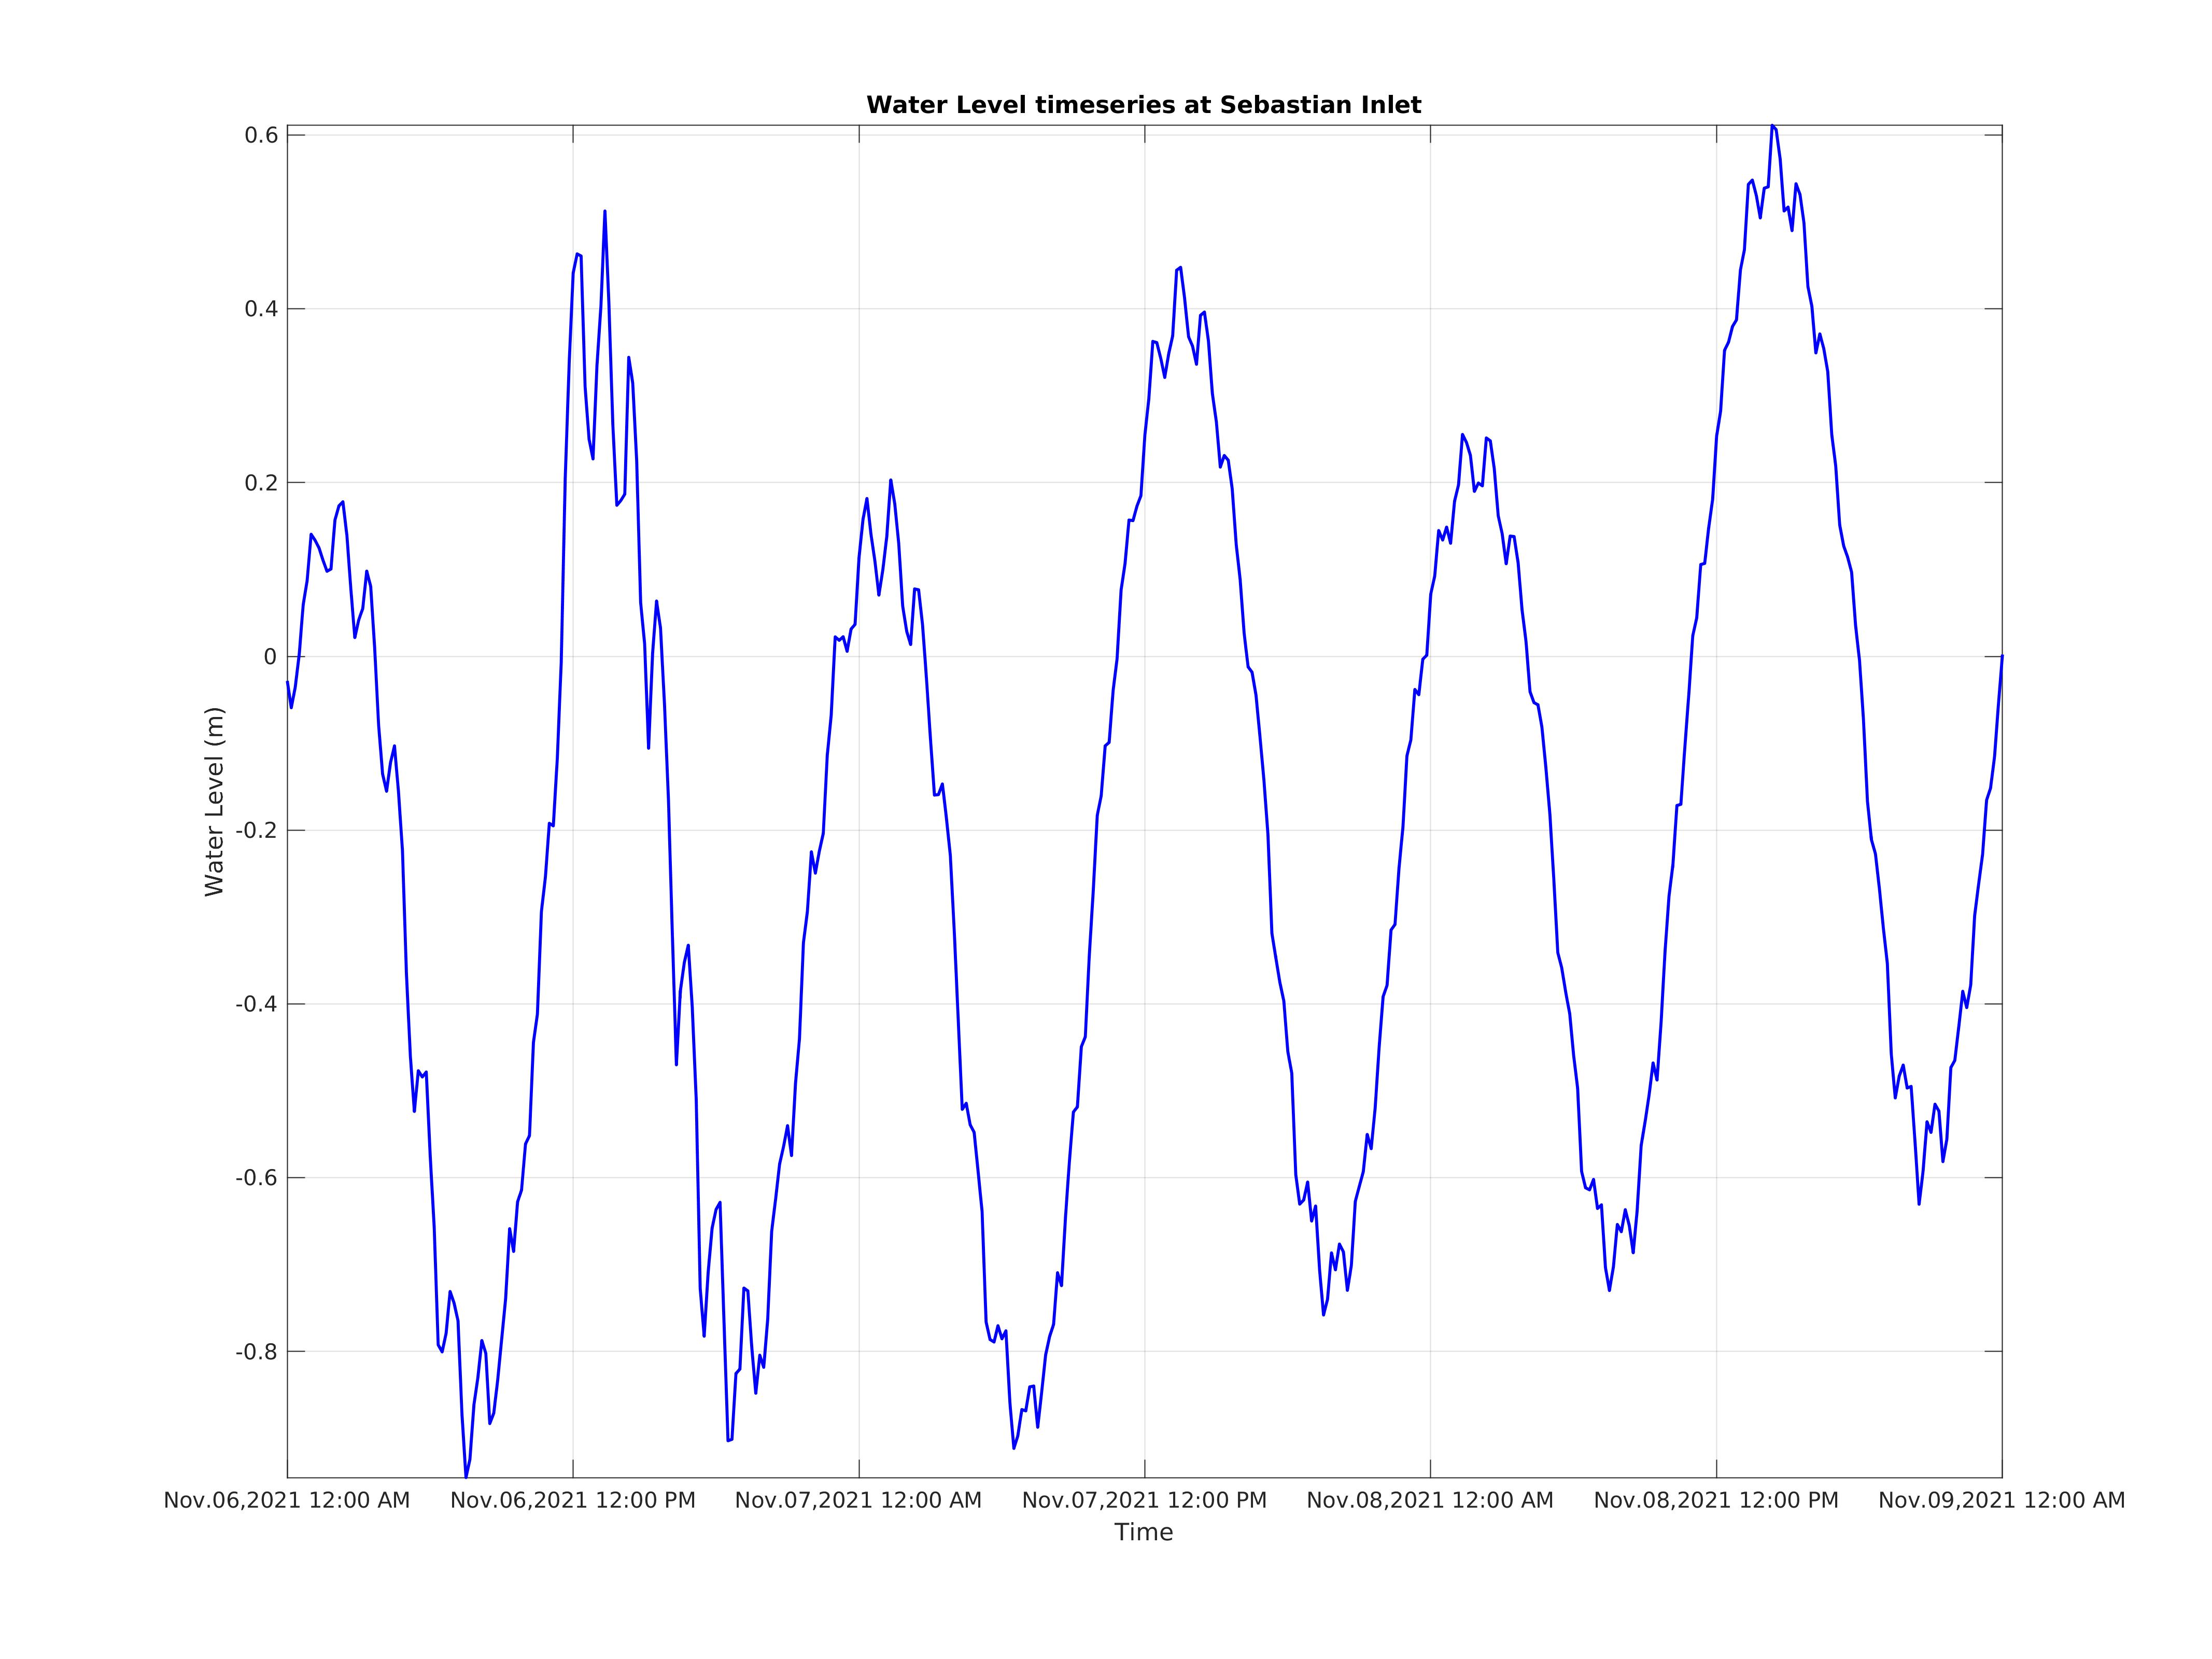 Water Level timeseries at Sebastian Inlet
0.6
0.4
0.2
0
-0.2
-0.4
-0.6
-0.8
Water Level (m)
Nov.06,2021 12:00 AM Nov.06,2021 12:00 PM Nov.07,2021 12:00 AM Nov.07,2021 12:00 PM Nov.08,2021 12:00 AM Nov.08,2021 12:00 PM Nov.09,2021 12:00 AM
Time